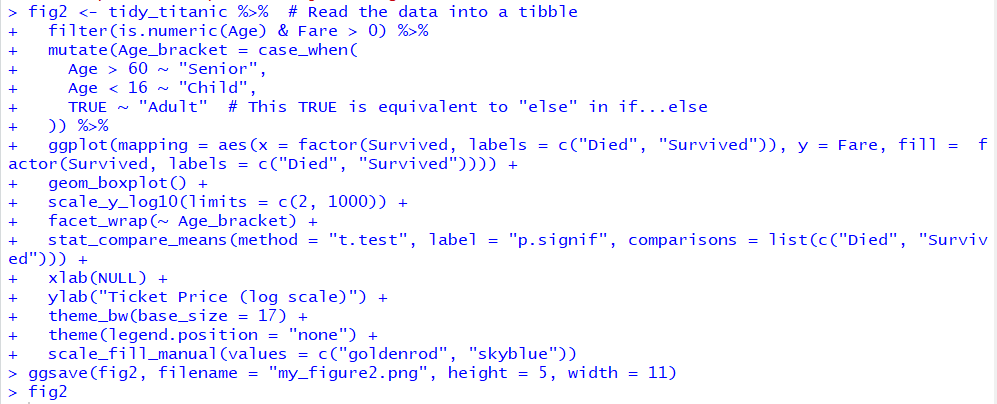 > fig2 <- tidy_titanic %>%  # Read the data into a tibble
+   filter(is.numeric(Age) & Fare > 0) %>%
+   mutate(Age_bracket = case_when(
+     Age > 60 ~ "Senior",
+     Age < 16 ~ "Child",
+     TRUE ~ "Adult"  # This TRUE is equivalent to "else" in if...else
+   )) %>%
+   ggplot(mapping = aes(x = factor(Survived, labels = c("Died", "Survived")), y = Fare, fill =  f
actor(Survived, labels = c("Died", "Survived")))) +
+   geom_boxplot() +
+   scale_y_log10(limits = c(2, 1000)) +
+   facet_wrap(~ Age_bracket) +
+   stat_compare_means(method = "t.test", label = "p.signif", comparisons = list(c("Died", "Surviv
ed"))) +
+   xlab(NULL) +
+   ylab("Ticket Price (log scale)") +
+   theme_bw(base_size = 17) +
+   theme(legend.position = "none") +
+   scale_fill_manual(values = c("goldenrod", "skyblue"))
> ggsave(fig2, filename = "my_figure2.png", height = 5, width = 11)
> fig2